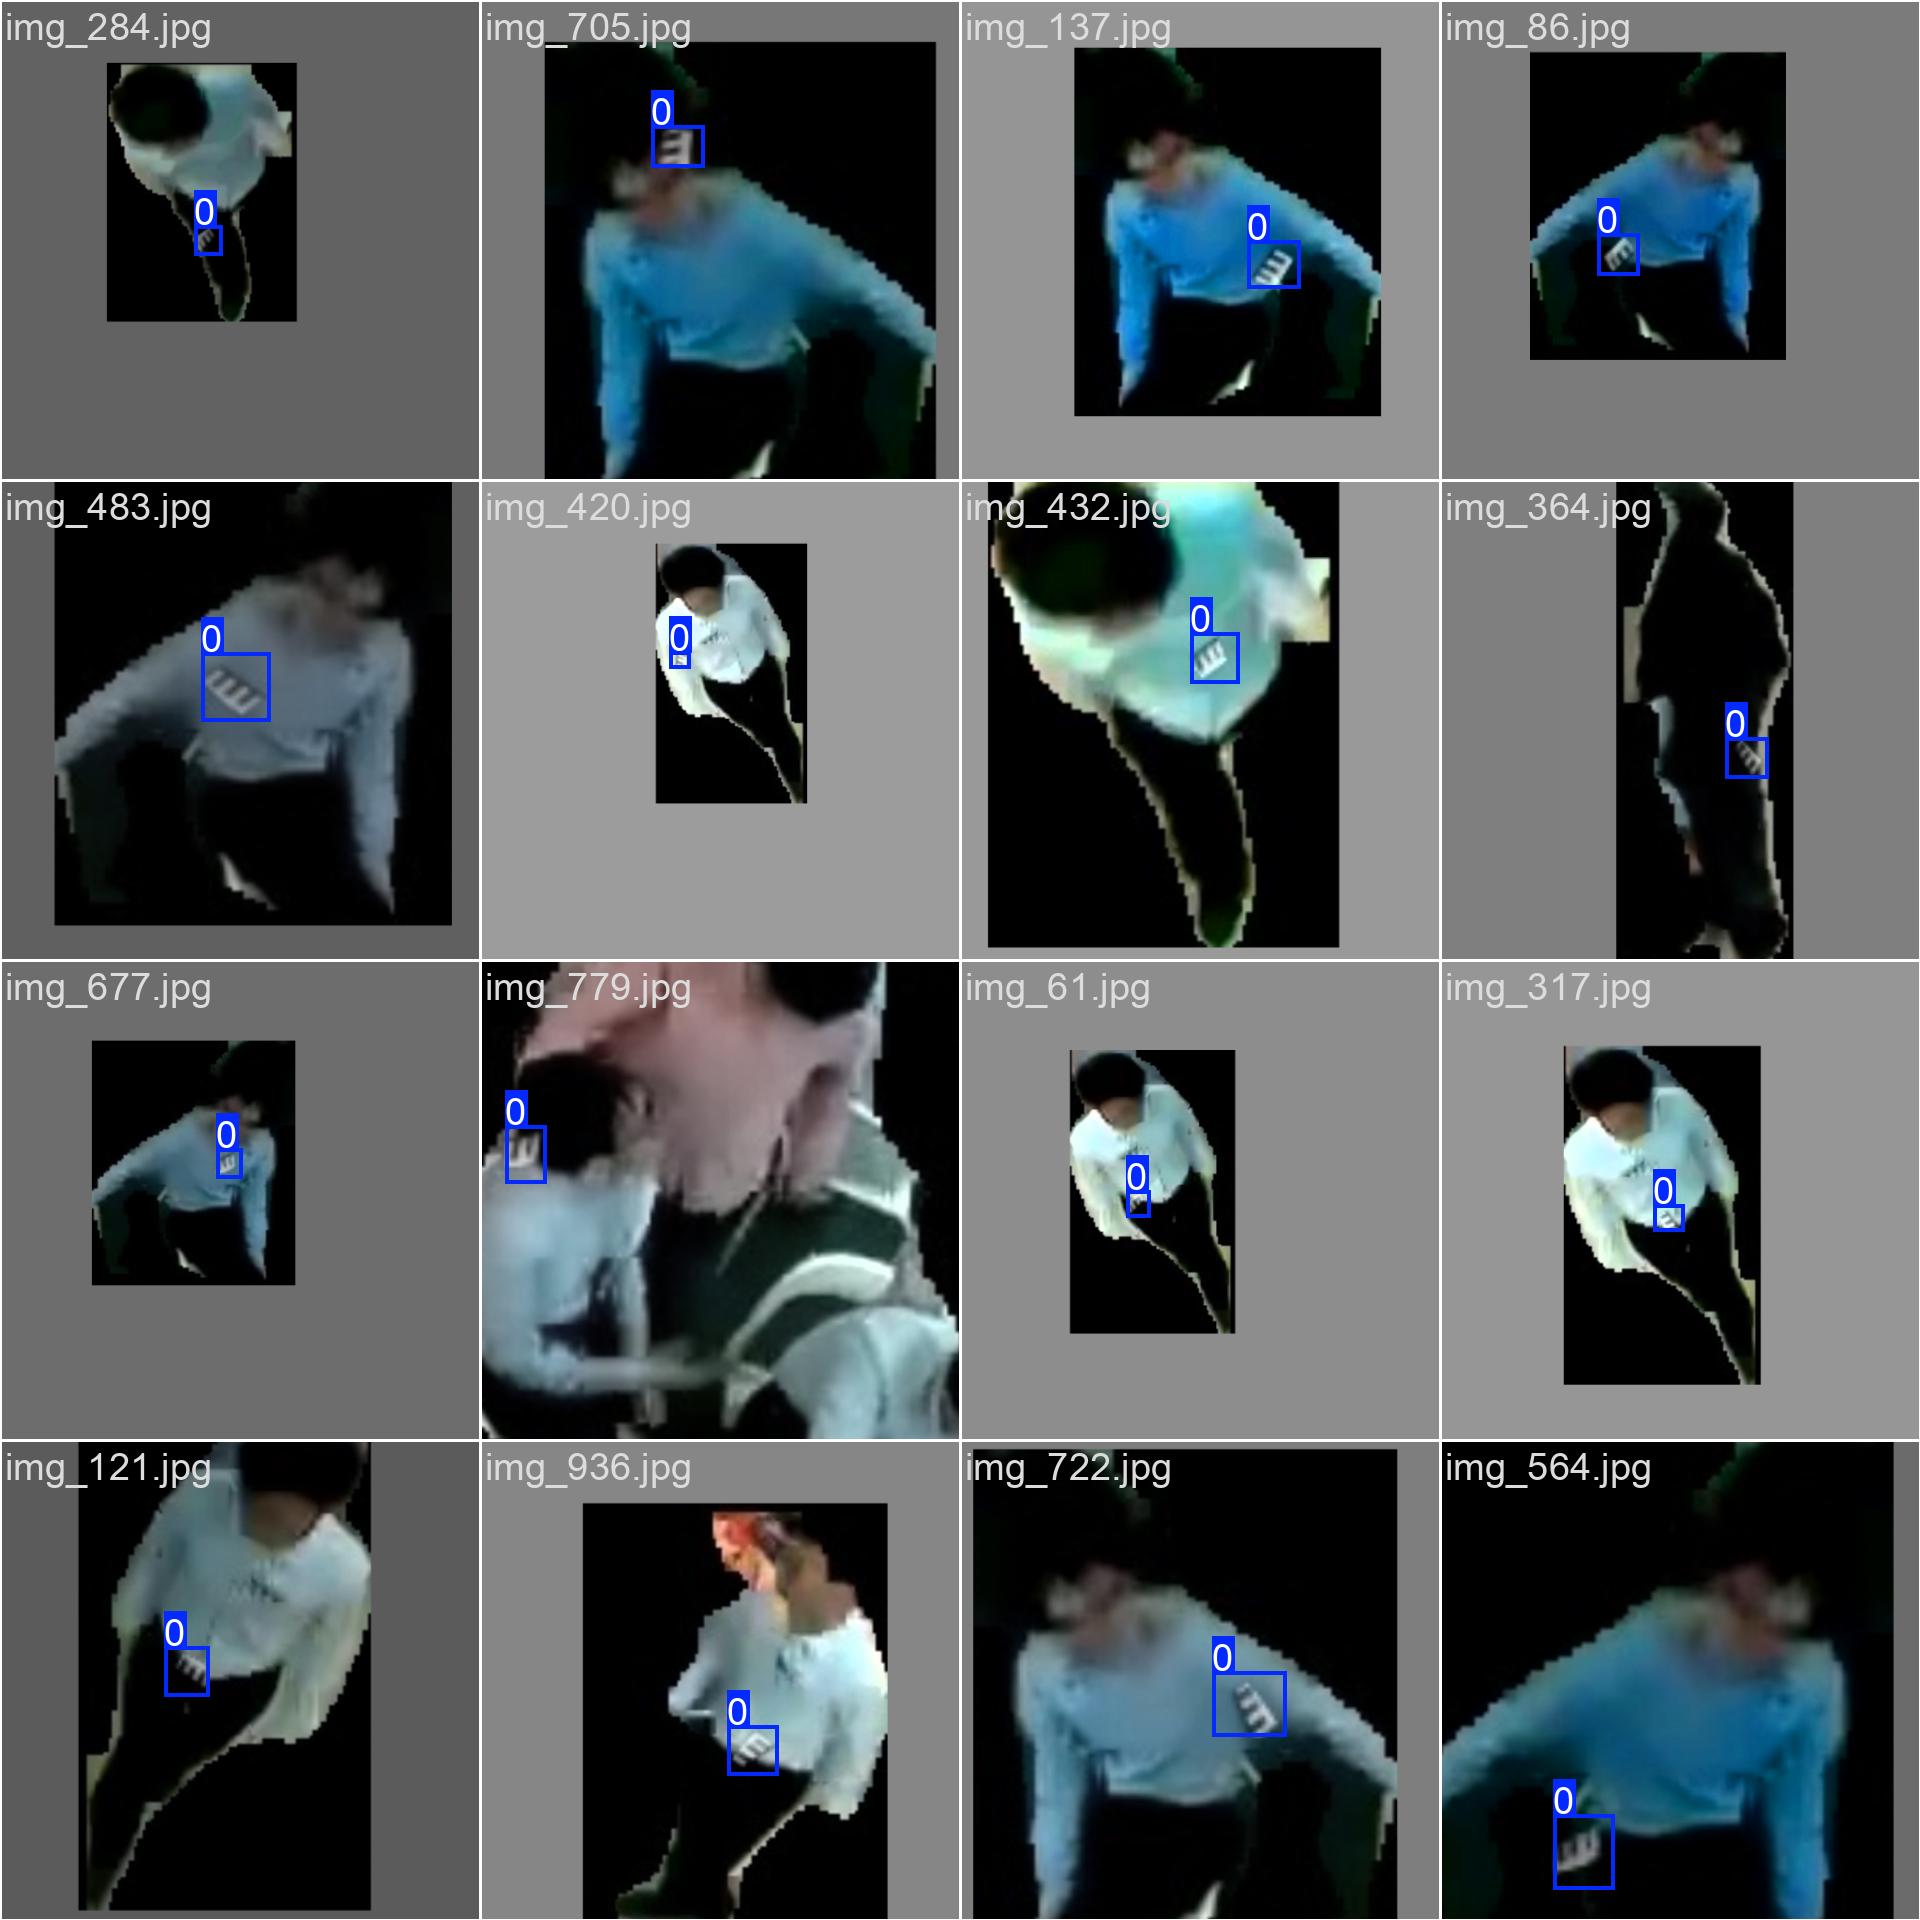 img_284.jpg img_705.jpg img_137.jpg img_86.jpg
0 0 0 0
img_483.jpg img_420.jpg img_432.jpg img_364.jpg
0 0 0 0
img_677.jpg img_779.jpg img_61.jpg img_317.jpg
0 0 0 0
img_121.jpg img_936.jpg img_722.jpg img_564.jpg
0 0 0 0